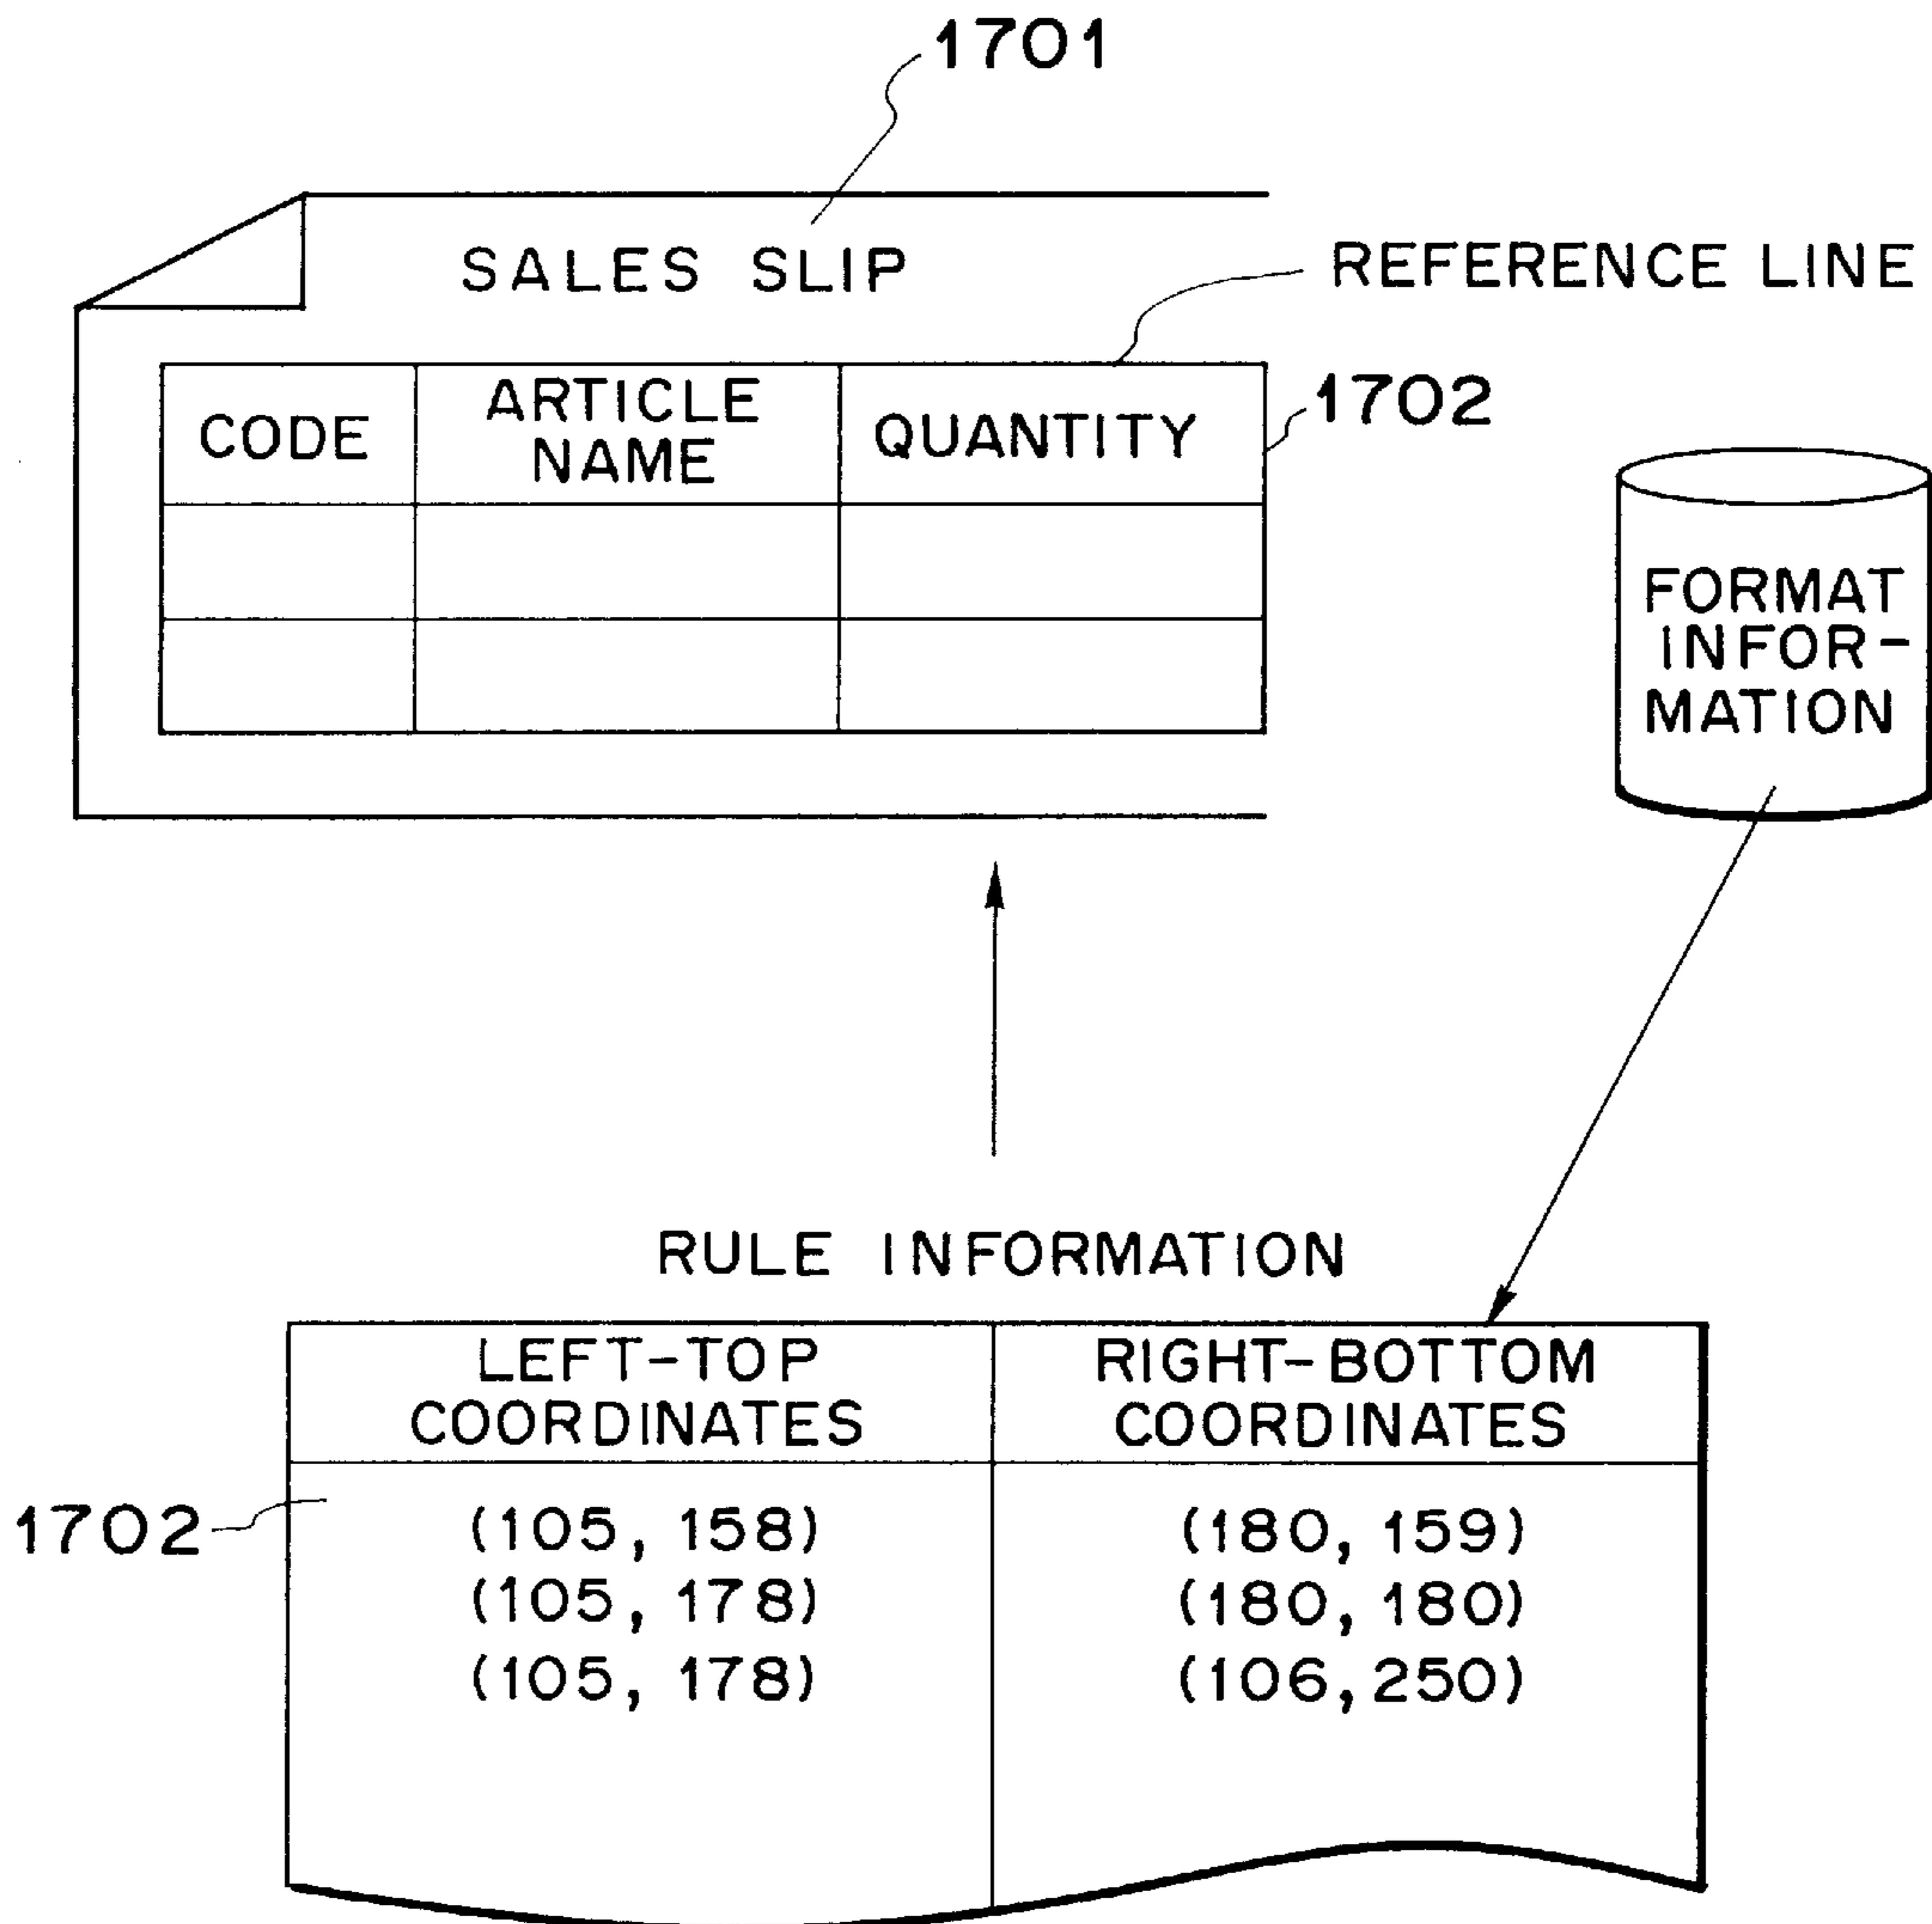 1701
SALES SLIP
REFERENCE LINE
CODE
ARTICLE
NAME
QUANTITY
1702
FORMAT
INFOR-
MATION
RULE INFORMATION
LEFT-TOP
COORDINATES
RIGHT-BOTTOM
COORDINATES
1702
(105, 158) (180, 159)
(105, 178) (180, 180)
(105, 178) (106, 250)